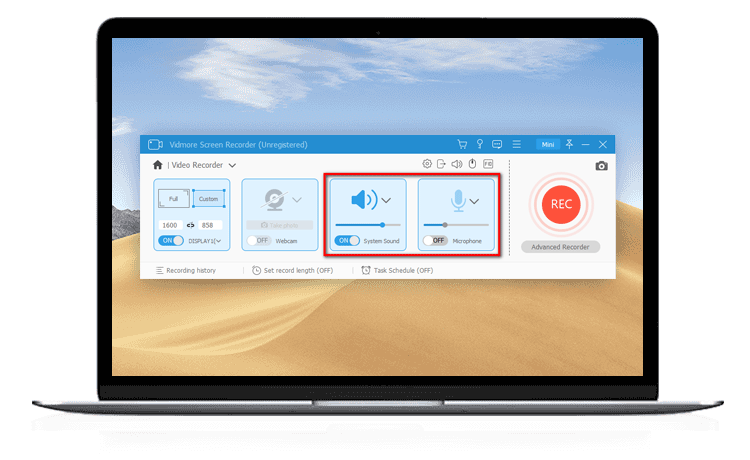 Vidmore Screen Recorder (Unregistered)
Mini
Video Recorder
Full
Custom
1600
858
ON
DISPLAY1(
Take photo
OFF
Webcam
ON
System Sound
OFF
Microphone
REC
Advanced Recorder
Recording history
Set record length (OFF)
Task Schedule (OFF)